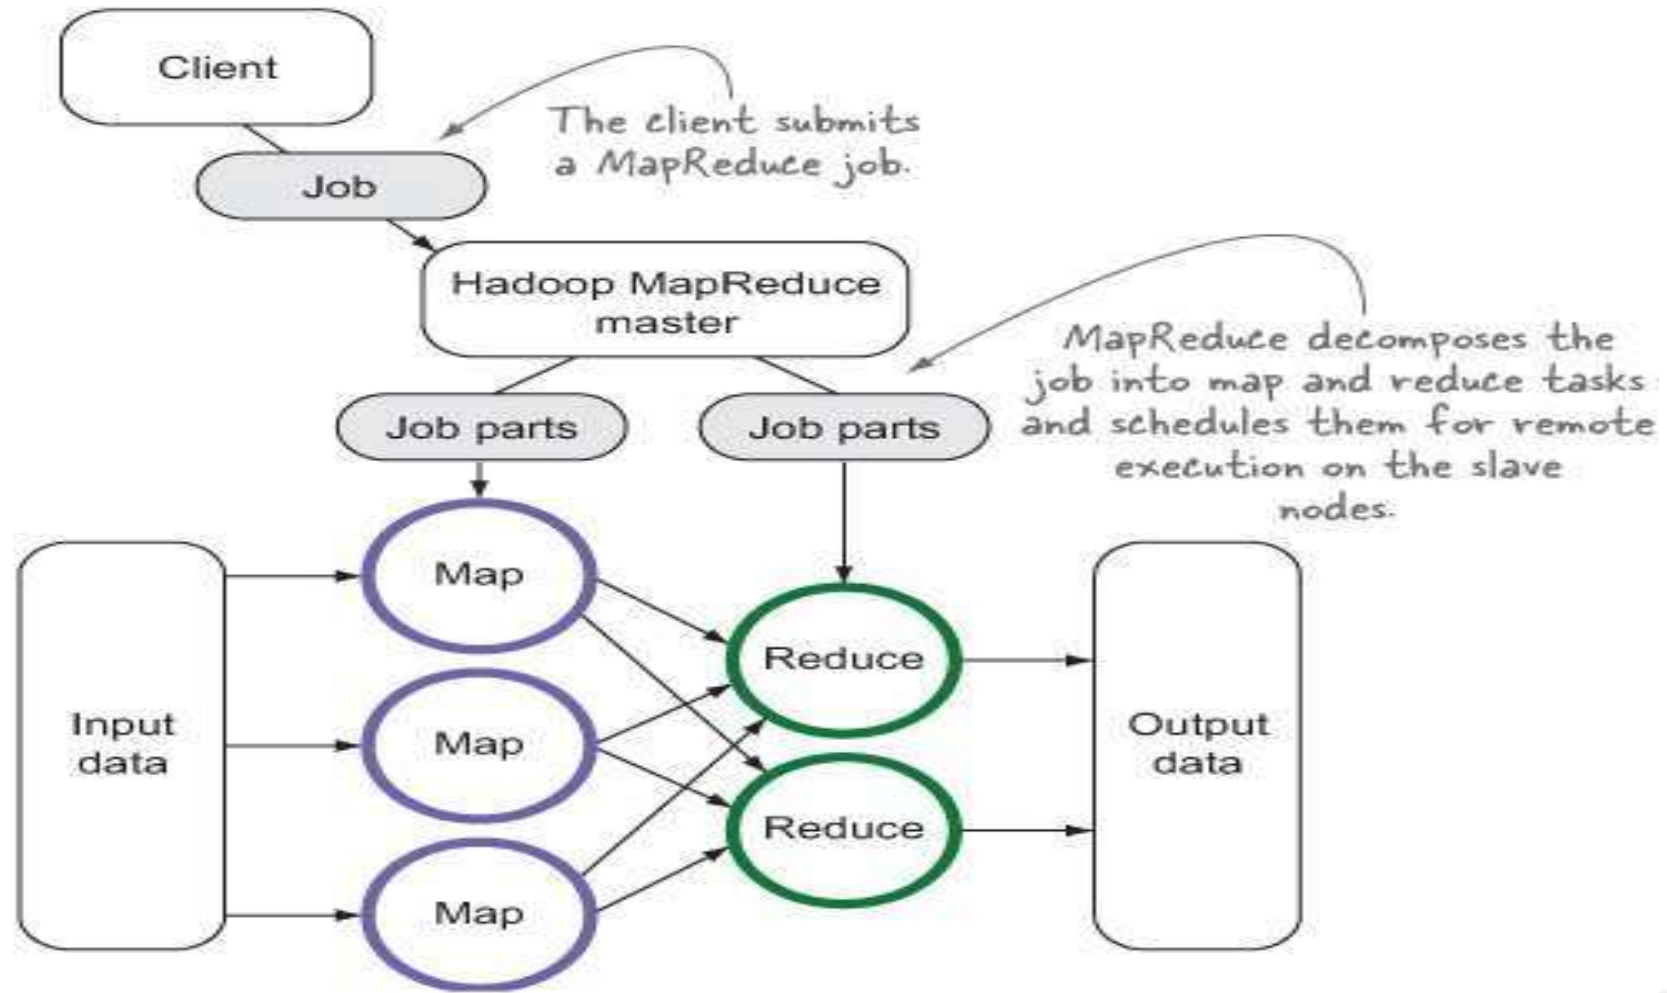 Client
The client submits
a MapReduce job.
Job
Hadoop MapReduce
master
MapReduce decomposes the
job into map and reduce tasks
and schedules them for remote
execution on the slave
nodes.
Job parts
Job parts
Map
Map
Map
Reduce
Reduce
Input
data
Output
data